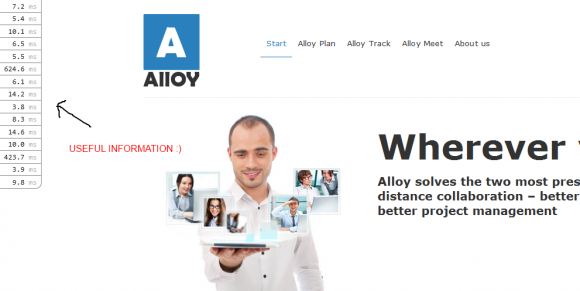 7.2 ms
5.4 ms
10.1 ms
6.5 ms
5.5 ms
624.6 ms
6.1 ms
14.2 ms
3.8 ms
8.3 ms
14.6 ms
10.0 ms
423.7 ms
3.9 ms
9.8 ms
USEFUL INFORMATION :)
A
Alloy
Start Alloy Plan Alloy Track Alloy Meet About us
Wherever
Alloy solves the two most pres
distance collaboration – better
better project management